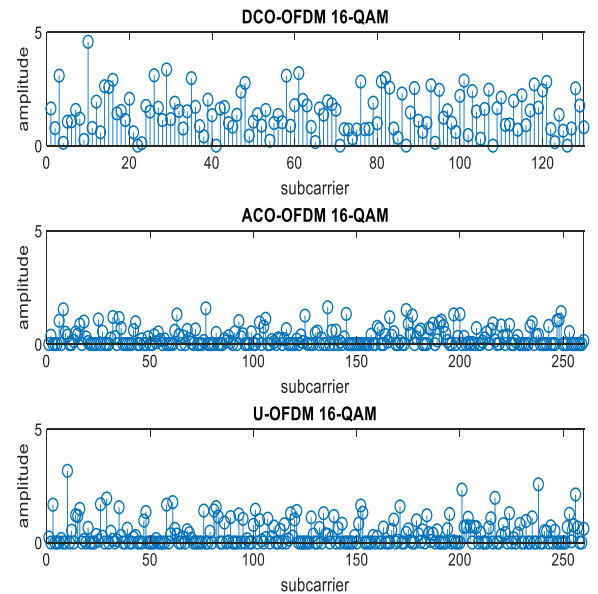 DCO-OFDM 16-QAM
5
amplitude
0
0 20 40 60 80 100 120
subcarrier
ACO-OFDM 16-QAM
5
amplitude
0
0 50 100 150 200 250
subcarrier
U-OFDM 16-QAM
5
amplitude
0
0 50 100 150 200 250
subcarrier